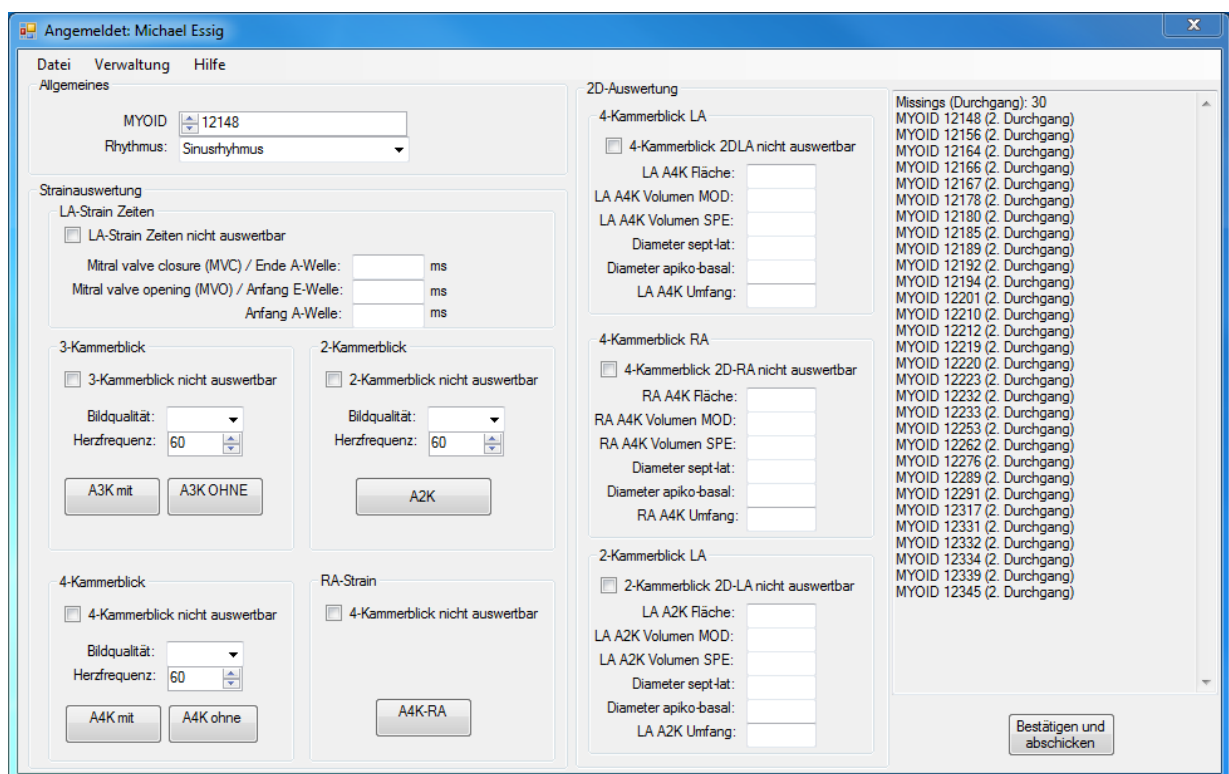 Angemeldet: Michael Essig
x
Datei Verwaltung Hilfe
Allgemeines
MYOID 12148
Rhythmus: Sinusrhyhmus
Strainauswertung
LA-Strain Zeiten
LA-Strain Zeiten nicht auswertbar
Mitral valve closure (MVC) / Ende A-Welle: ms
Mitral valve opening (MVO) / Anfang E-Welle: ms
Anfang A-Welle: ms
3-Kammerblick
3-Kammerblick nicht auswertbar
Bildqualität:
Herzfrequenz: 60
A3K mit A3K OHNE
2-Kammerblick
2-Kammerblick nicht auswertbar
Bildqualität:
Herzfrequenz: 60
A2K
4-Kammerblick
4-Kammerblick nicht auswertbar
Bildqualität:
Herzfrequenz: 60
A4K mit A4K ohne
RA-Strain
4-Kammerblick nicht auswertbar
A4K-RA
2D-Auswertung
4-Kammerblick LA
4-Kammerblick 2DLA nicht auswertbar
LA A4K Fläche:
LA A4K Volumen MOD:
LA A4K Volumen SPE:
Diameter sept-lat:
Diameter apiko-basal:
LA A4K Umfang:
4-Kammerblick RA
4-Kammerblick 2D-RA nicht auswertbar
RA A4K Fläche:
RA A4K Volumen MOD:
RA A4K Volumen SPE:
Diameter sept-lat:
Diameter apiko-basal:
RA A4K Umfang:
2-Kammerblick LA
2-Kammerblick 2D-LA nicht auswertbar
LA A2K Fläche:
LA A2K Volumen MOD:
LA A2K Volumen SPE:
Diameter sept-lat:
Diameter apiko-basal:
LA A2K Umfang:
Missings (Durchgang): 30
MYOID 12148 (2. Durchgang)
MYOID 12156 (2. Durchgang)
MYOID 12164 (2. Durchgang)
MYOID 12166 (2. Durchgang)
MYOID 12167 (2. Durchgang)
MYOID 12178 (2. Durchgang)
MYOID 12180 (2. Durchgang)
MYOID 12185 (2. Durchgang)
MYOID 12189 (2. Durchgang)
MYOID 12192 (2. Durchgang)
MYOID 12194 (2. Durchgang)
MYOID 12201 (2. Durchgang)
MYOID 12210 (2. Durchgang)
MYOID 12212 (2. Durchgang)
MYOID 12219 (2. Durchgang)
MYOID 12220 (2. Durchgang)
MYOID 12223 (2. Durchgang)
MYOID 12232 (2. Durchgang)
MYOID 12233 (2. Durchgang)
MYOID 12253 (2. Durchgang)
MYOID 12262 (2. Durchgang)
MYOID 12276 (2. Durchgang)
MYOID 12289 (2. Durchgang)
MYOID 12291 (2. Durchgang)
MYOID 12317 (2. Durchgang)
MYOID 12331 (2. Durchgang)
MYOID 12332 (2. Durchgang)
MYOID 12334 (2. Durchgang)
MYOID 12339 (2. Durchgang)
MYOID 12345 (2. Durchgang)
Bestätigen und
abschicken